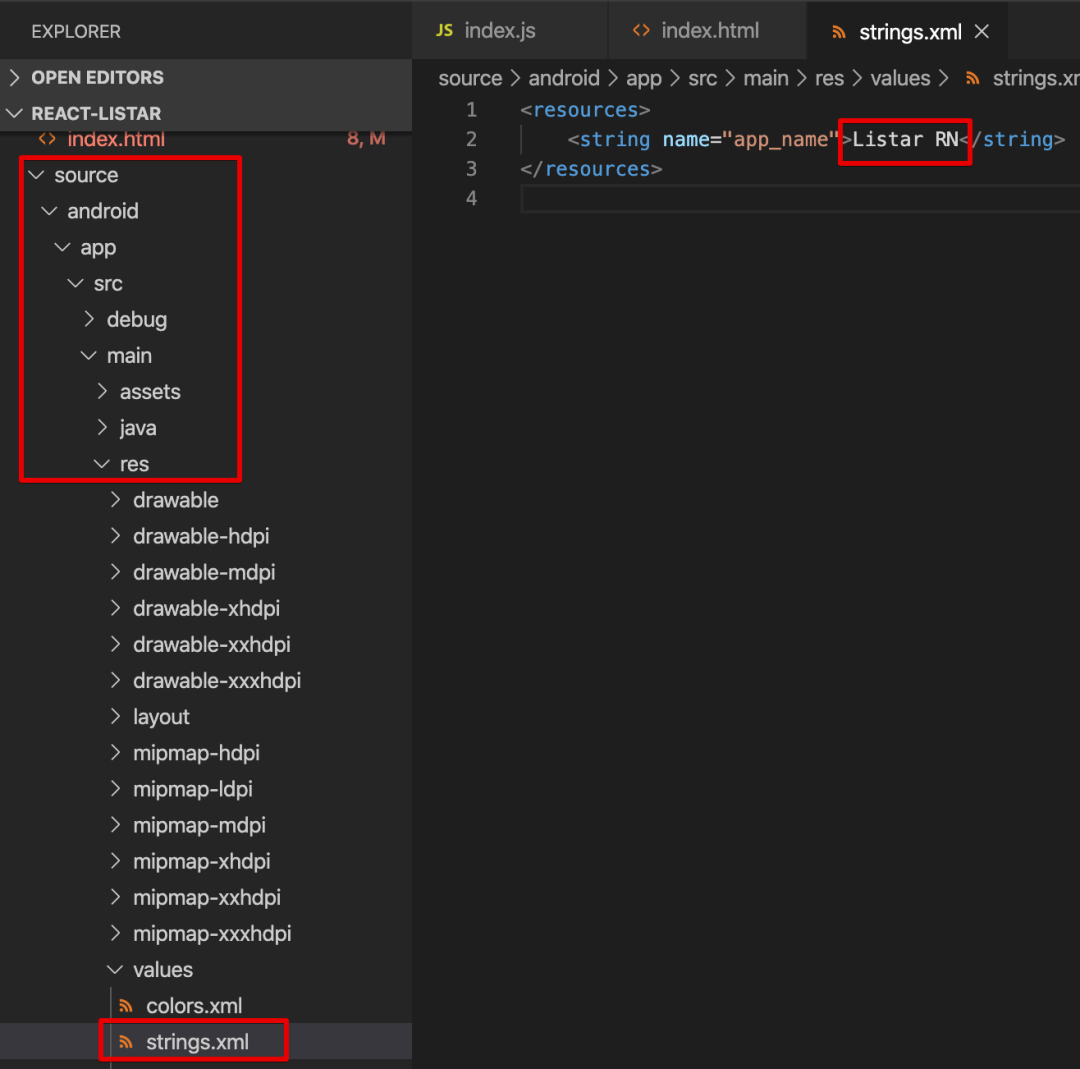 EXPLORER
OPEN EDITORS
REACT-LISTAR
index.html 8, M
source
android
app
src
debug
main
assets
java
res
drawable
drawable-hdpi
drawable-mdpi
drawable-xhdpi
drawable-xxhdpi
drawable-xxxhdpi
layout
mipmap-hdpi
mipmap-ldpi
mipmap-mdpi
mipmap-xhdpi
mipmap-xxhdpi
mipmap-xxxhdpi
values
colors.xml
strings.xml
JS index.js <> index.html strings.xml
source > android > app > src > main > res > values > strings.xm
1 <resources>
2 <string name="app_name">Listar RN</string>
3 </resources>
4